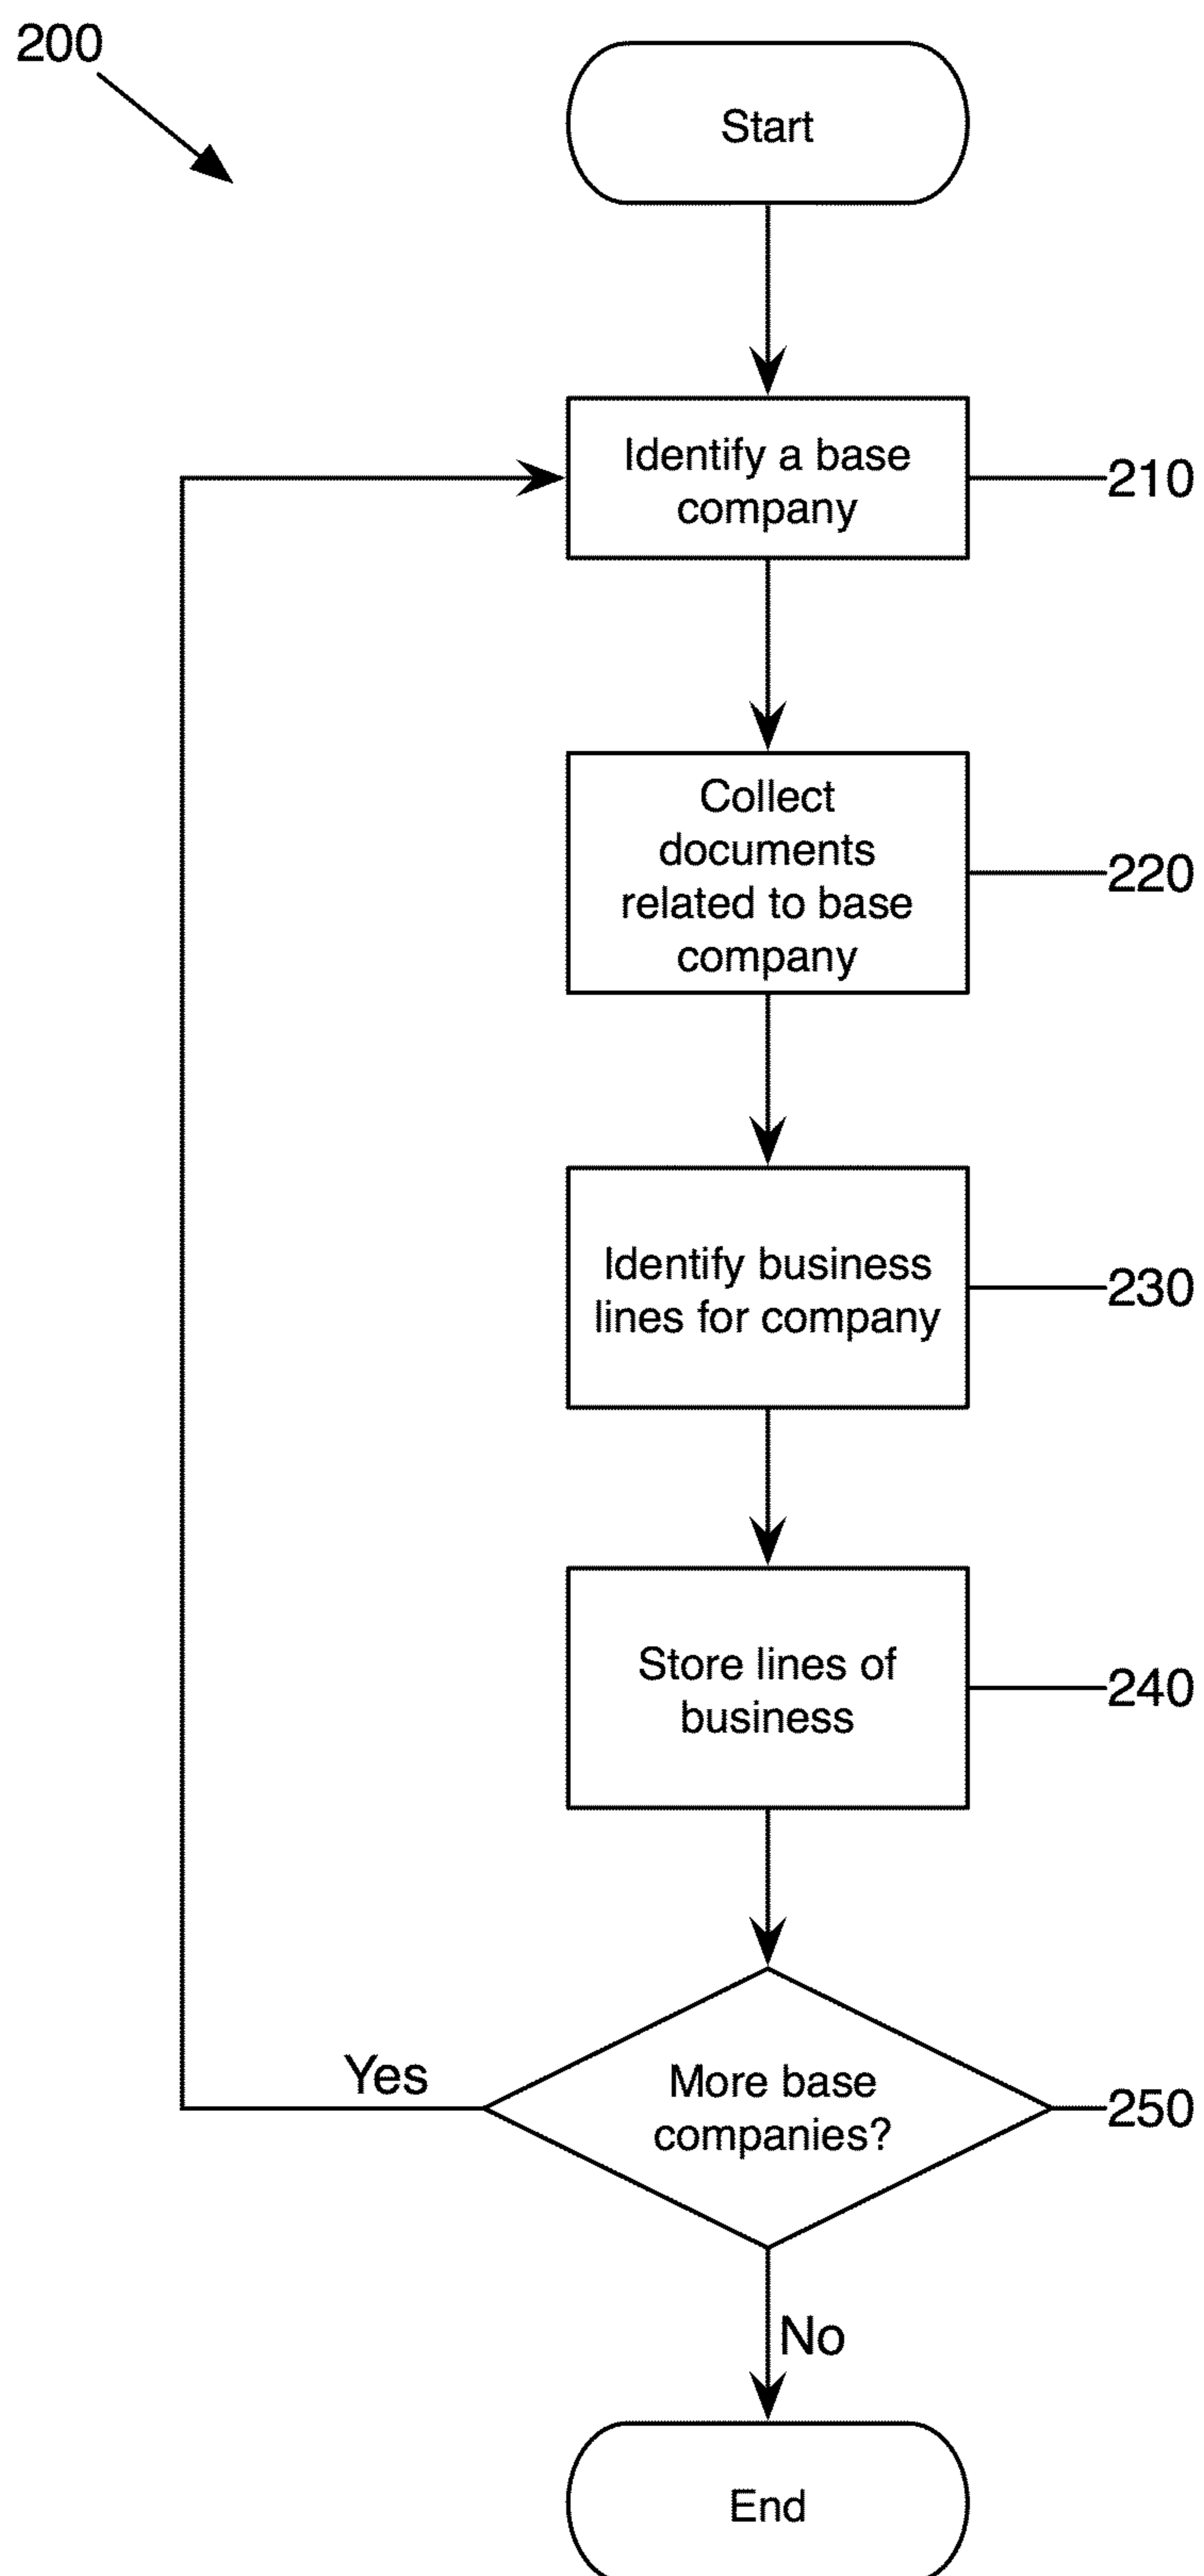 200
Start
Identify a base
company
210
Collect
documents
related to base
company
220
Identify business
lines for company
230
Store lines of
business
240
Yes
More base
companies?
250
No
End